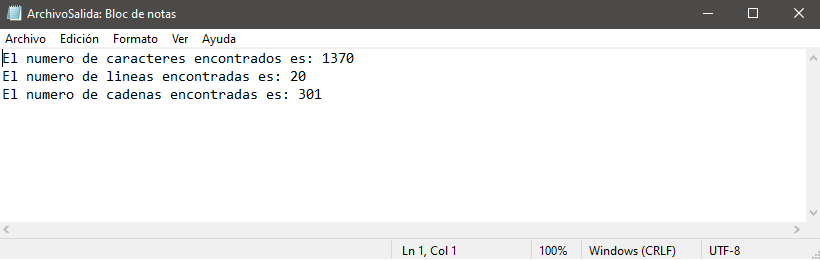 ArchivoSalida: Bloc de notas
Archivo Edición Formato Ver Ayuda
El numero de caracteres encontrados es: 1370
El numero de lineas encontradas es: 20
El numero de cadenas encontradas es: 301
Ln 1, Col 1 100% Windows (CRLF) UTF-8